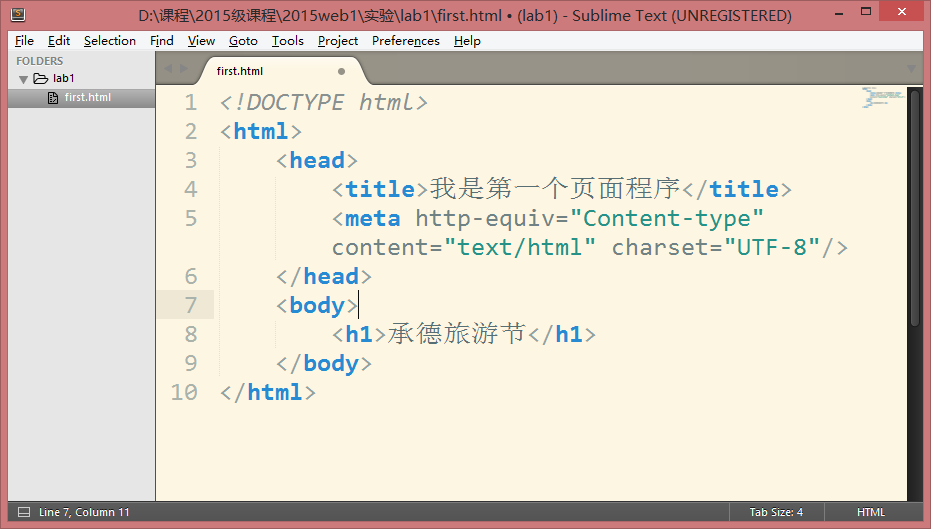 D:\课程\2015级课程\2015web1\实验\lab1\first.html • (lab1) - Sublime Text (UNREGISTERED)
File Edit Selection Find View Goto Tools Project Preferences Help
FOLDERS
lab1
first.html
first.html
1 <!DOCTYPE html>
2 <html>
3 <head>
4 <title>我是第一个页面程序</title>
5 <meta http-equiv="Content-type"
content="text/html" charset="UTF-8"/>
6 </head>
7 <body>
8 <h1>承德旅游节</h1>
9 </body>
10 </html>
Line 7, Column 11 Tab Size: 4 HTML